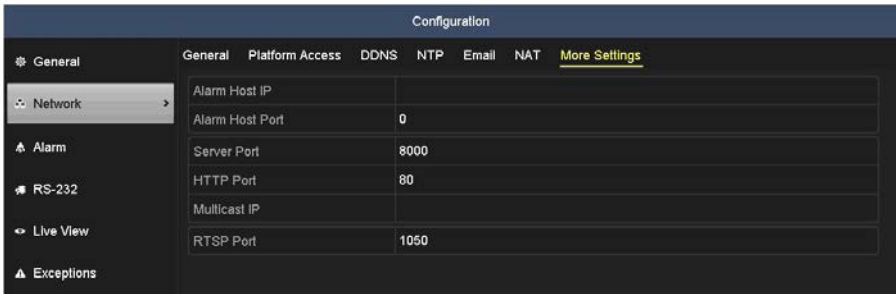 Configuration
General
Network
Alarm
RS-232
Live View
Exceptions
General Platform Access DDNS NTP Email NAT More Settings
Alarm Host IP
Alarm Host Port 0
Server Port 8000
HTTP Port 80
Multicast IP
RTSP Port 1050